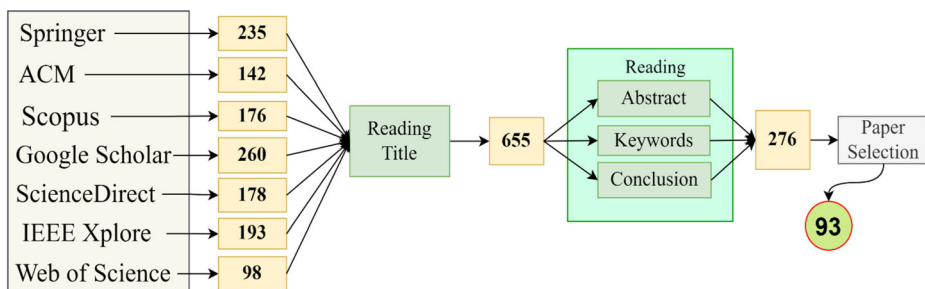 Springer
235
ACM
142
Scopus
176
Google Scholar
260
ScienceDirect
178
IEEE Xplore
193
Web of Science
98
Reading
Title
655
Reading
Abstract
Keywords
Conclusion
276
Paper
Selection
93